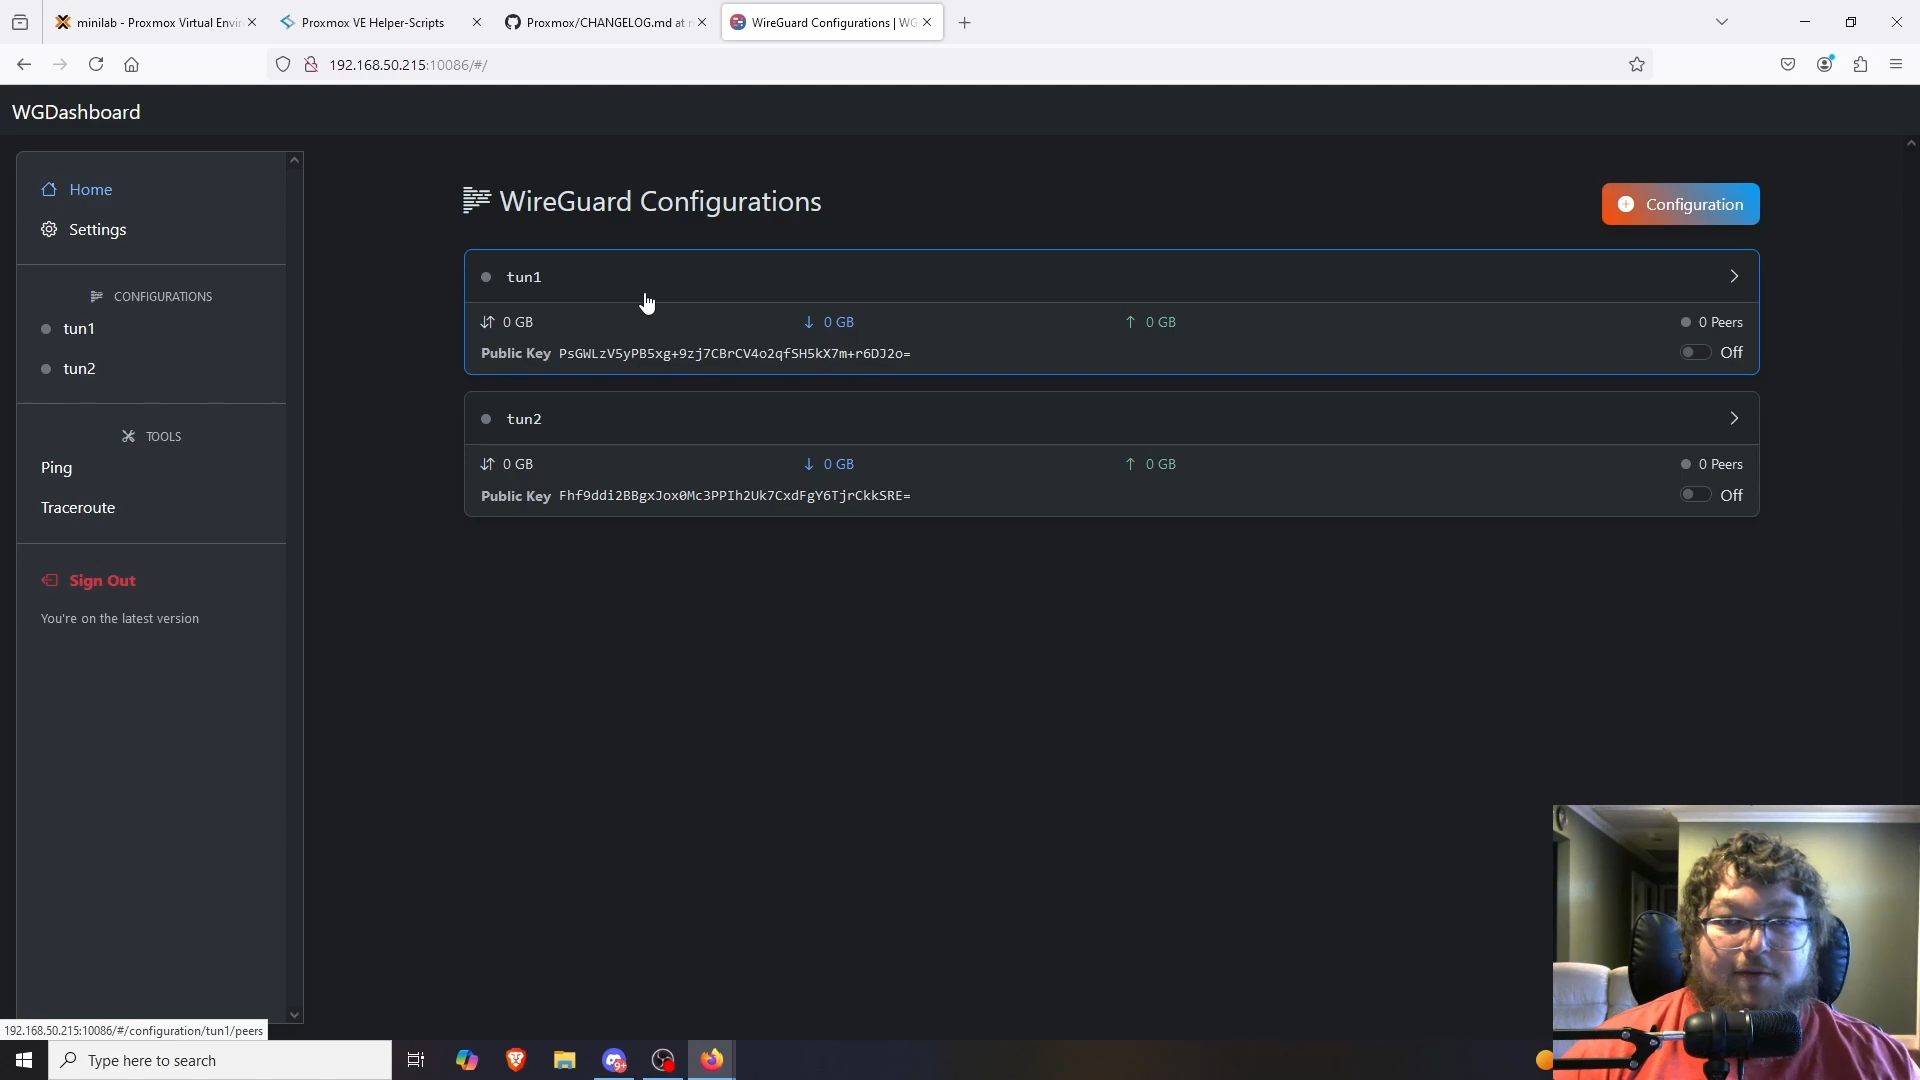 minilab - Proxmox Virtual Envi
Proxmox VE Helper-Scripts
Proxmox/CHANGELOG.md at
WireGuard Configurations | WG
192.168.50.215:10086/#/
WGDashboard
Home
Settings
CONFIGURATIONS
tun1
tun2
TOOLS
Ping
Traceroute
Sign Out
You're on the latest version
WireGuard Configurations
Configuration
tun1
0 GB
0 GB
0 GB
0 Peers
Public Key PsGWLzV5yPB5xg+9zj7CBrCV4o2qfSH5kX7m+r6DJ2o=
Off
tun2
0 GB
0 GB
0 GB
0 Peers
Public Key Fhf9ddi2BBgxJox0Mc3PPIh2Uk7CxdFgY6TjrCkkSRE=
Off
192.168.50.215:10086/#/configuration/tun1/peers
Type here to search